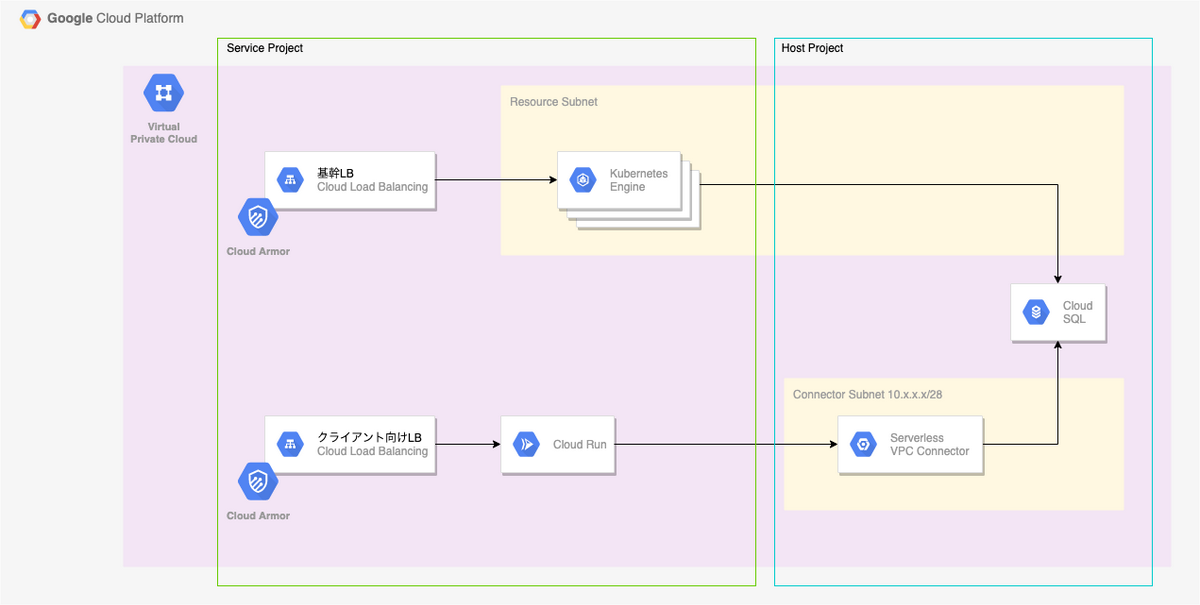 Google Cloud Platform
Service Project
Host Project
Virtual
Private Cloud
Resource Subnet
基幹LB
Cloud Load Balancing
Kubernetes
Engine
Cloud Armor
Cloud
SQL
Connector Subnet 10.x.x.x/28
クライアント向けLB
Cloud Load Balancing
Cloud Run
Serverless
VPC Connector
Cloud Armor